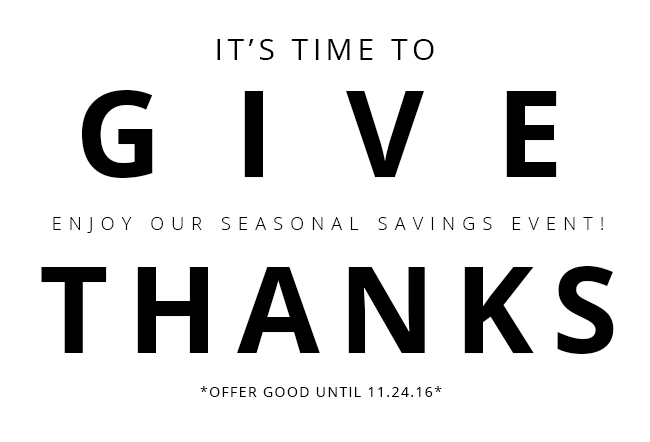 IT'S TIME TO
GIVE
ENJOY OUR SEASONAL SAVINGS EVENT!
THANKS
*OFFER GOOD UNTIL 11.24.16*